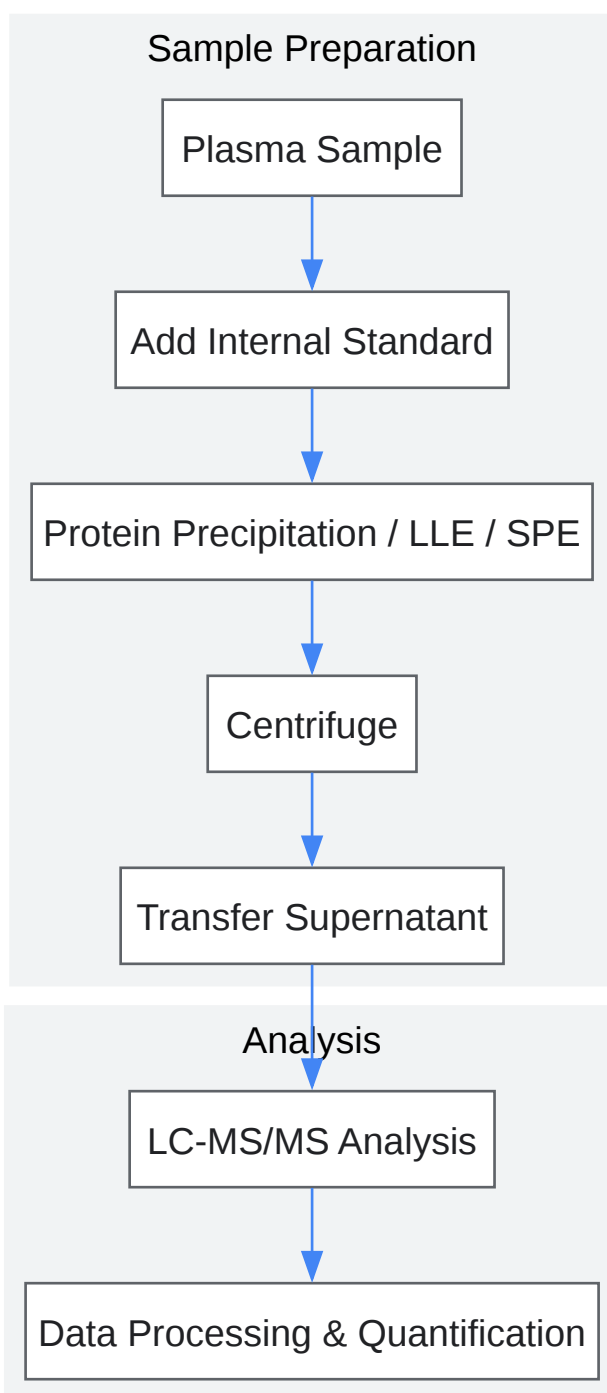 Sample Preparation
Plasma Sample
Add Internal Standard
Protein Precipitation / LLE / SPE
Centrifuge
Transfer Supernatant
Analysis
LC-MS/MS Analysis
Data Processing & Quantification